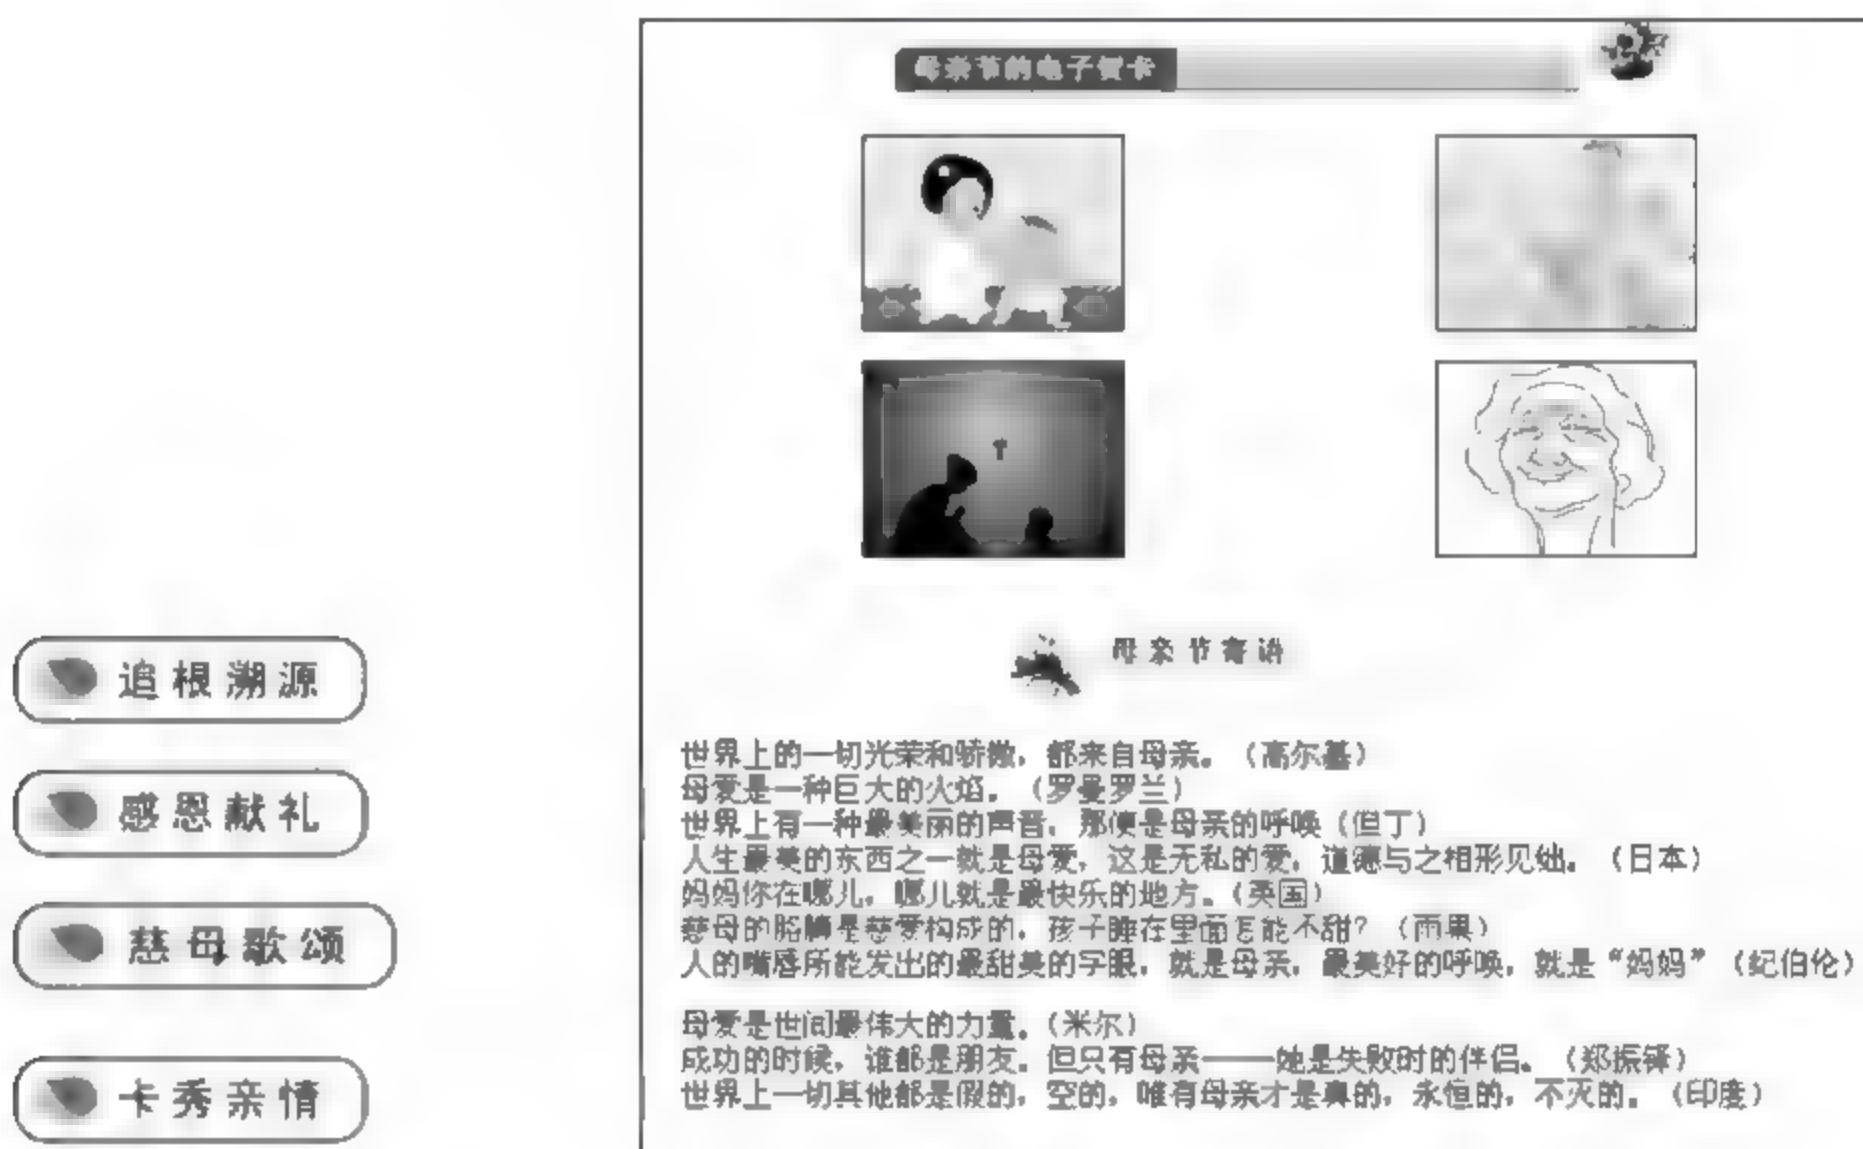 母亲节的电子贺卡
母亲节寄语
追根溯源
感恩献礼
慈母歌颂
卡秀亲情
世界上的一切光荣和骄傲，都来自母亲。（高尔基）
母爱是一种巨大的火焰。（罗曼罗兰）
世界上有一种最美丽的声音，那便是母亲的呼唤（但丁）
人生最美的东西之一就是母爱，这是无私的爱，道德与之相形见绌。（日本）
妈妈你在哪儿，哪儿就是最快乐的地方。（英国）
慈母的胳膊是慈爱构成的，孩子睡在里面怎能不甜？（雨果）
人的嘴唇所能发出的最甜美的字眼，就是母亲，最美好的呼唤，就是“妈妈”（纪伯伦）
母爱是世间最伟大的力量。（米尔）
成功的时候，谁都是朋友。但只有母亲——她是失败时的伴侣。（郑振铎）
世界上一切其他都是假的，空的，唯有母亲才是真的，永恒的，不灭的。（印度）